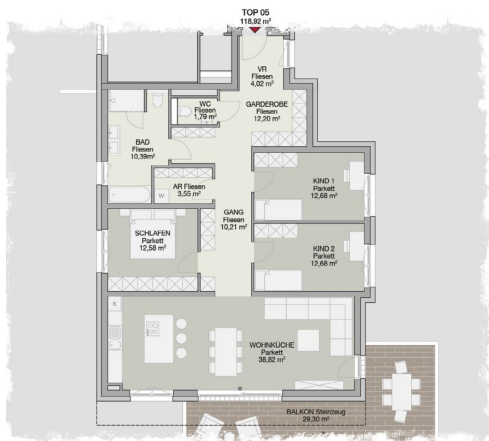 TOP 05
118,92 m²
VR
Fliesen
4,02 m²
WC
Fliesen
1,79 m²
GARDEROBE
Fliesen
12,20 m²
BAD
Fliesen
10,39m²
AR Fliesen
3,55 m²
W
KIND 1
Parkett
12,68 m²
GANG
Fliesen
10,21 m²
SCHLAFEN
Parkett
12,58 m²
KIND 2
Parkett
12,68 m²
K
WOHNKÜCHE
Parkett
38,82 m²
BALKON Steinzeug
29,30 m²